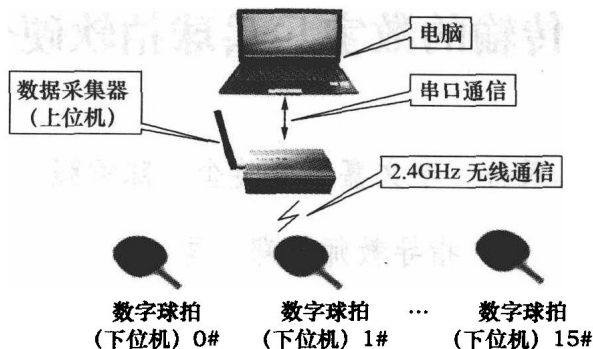 电脑
串口通信
数据采集器
（上位机）
2.4GHz 无线通信
数字球拍 数字球拍 … 数字球拍
（下位机）0# （下位机）1# （下位机）15#